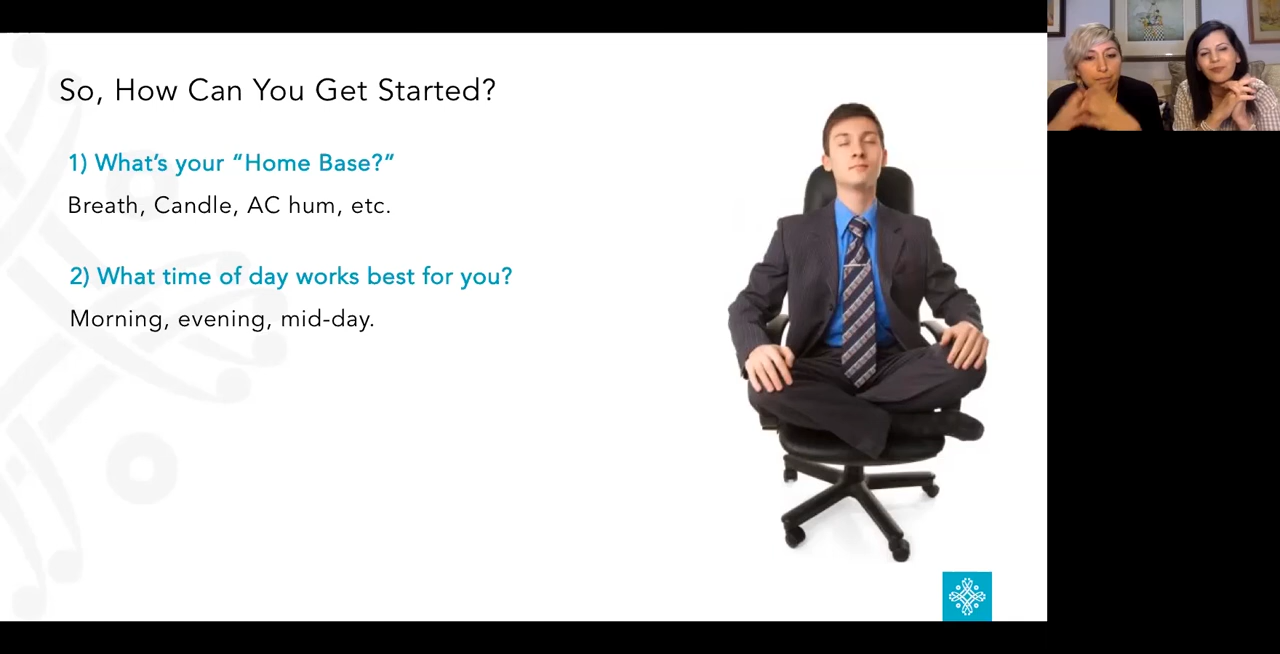 So, How Can You Get Started?
1) What’s your “Home Base?“
Breath, Candle, AC hum, etc.
2) What time of day works best for you?
Morning, evening, mid-day.